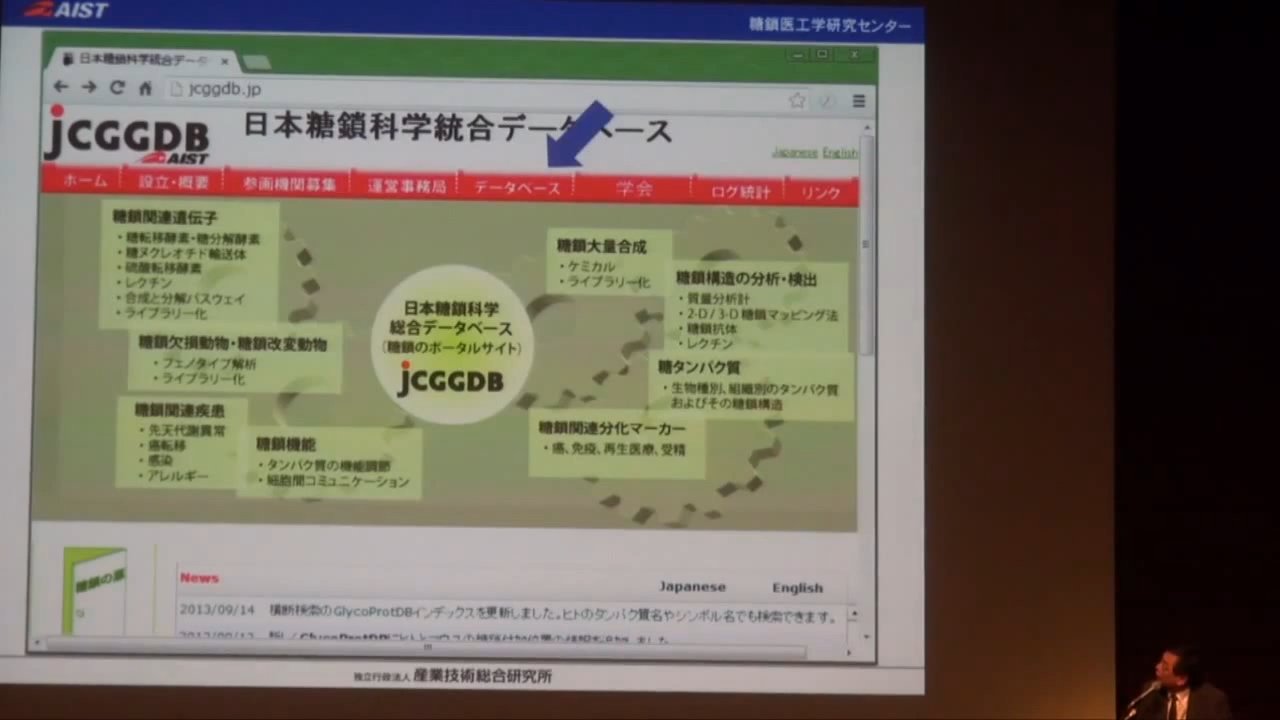 AIST
糖鎖医工学研究センター
日本糖鎖科学統合データ
jcggdb.jp
JCGGDB
AIST
日本糖鎖科学統合データベース
Japanese English
ホーム
設立・概要
参画機関募集
運営事務局
データベース
学会
ログ統計
リンク
糖鎖関連遺伝子
・糖転移酵素・糖分解酵素
・糖ヌクレオチド輸送体
・硫酸転移酵素
・レクチン
・合成と分解パスウェイ
・ライブラリー化
糖鎖欠損動物・糖鎖改変動物
・フェノタイプ解析
・ライブラリー化
糖鎖関連疾患
・先天代謝異常
・癌転移
・感染
・アレルギー
糖鎖機能
・タンパク質の機能調節
・細胞間コミュニケーション
日本糖鎖科学
総合データベース
(糖鎖のポータルサイト)
JCGGDB
糖鎖大量合成
・ケミカル
・ライブラリー化
糖鎖構造の分析・検出
・質量分析計
・2-D / 3-D 糖鎖マッピング法
・糖鎖抗体
・レクチン
糖タンパク質
・生物種別、組織別のタンパク質
およびその糖鎖構造
糖鎖関連分化マーカー
・癌、免疫、再生医療、受精
糖鎖の
News
Japanese English
2013/09/14 横断検索のGlycoProtDBインデックスを更新しました。ヒトのタンパク質名やシンボル名でも検索できます。
独立行政法人 産業技術総合研究所